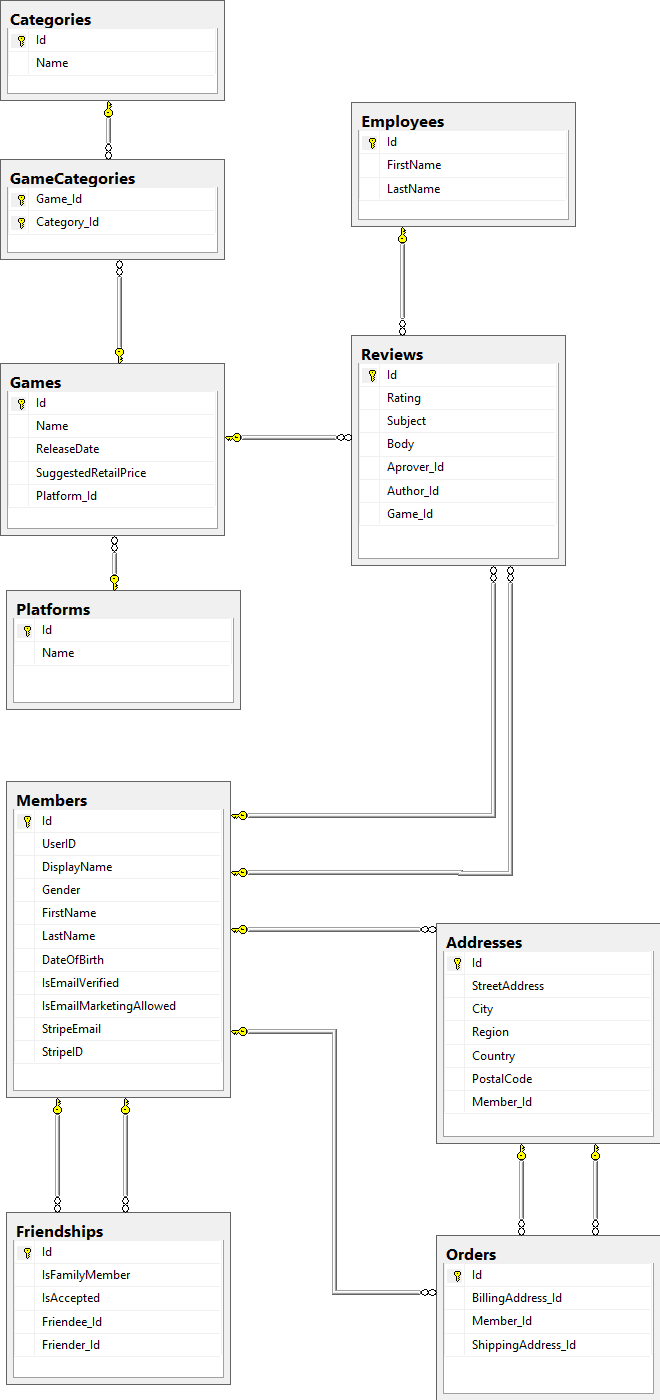 Categories
Id
Name
GameCategories
Game_Id
Category_Id
Employees
Id
FirstName
LastName
Games
Id
Name
ReleaseDate
SuggestedRetailPrice
Platform_Id
Reviews
Id
Rating
Subject
Body
Aprover_Id
Author_Id
Game_Id
Platforms
Id
Name
Members
Id
UserID
DisplayName
Gender
FirstName
LastName
DateOfBirth
IsEmailVerified
IsEmailMarketingAllowed
StripeEmail
StripeID
Addresses
Id
StreetAddress
City
Region
Country
PostalCode
Member_Id
Friendships
Id
IsFamilyMember
IsAccepted
Friendee_Id
Friender_Id
Orders
Id
BillingAddress_Id
Member_Id
ShippingAddress_Id